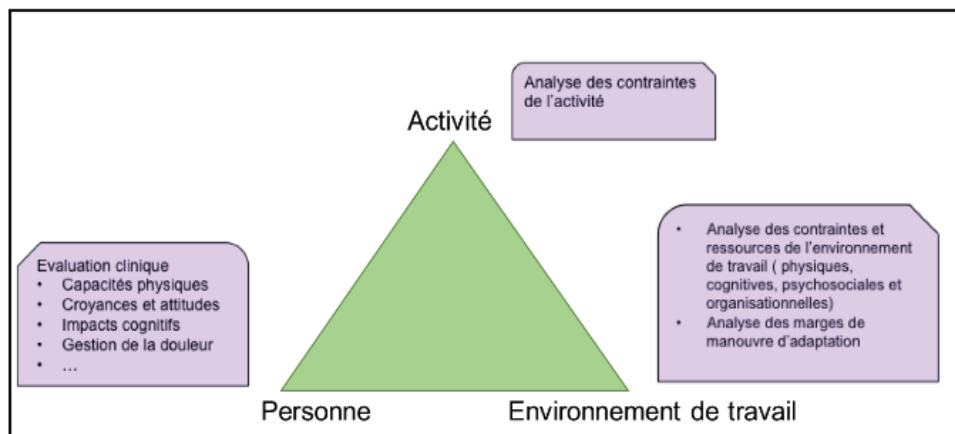 Analyse des contraintes
de l'activité
Activité
Evaluation clinique
• Capacités physiques
• Croyances et attitudes
• Impacts cognitifs
• Gestion de la douleur
• ...
• Analyse des contraintes et
ressources de l'environnement
de travail ( physiques,
cognitives, psychosociales et
organisationnelles)
• Analyse des marges de
manouvre d'adaptation
Personne
Environnement de travail